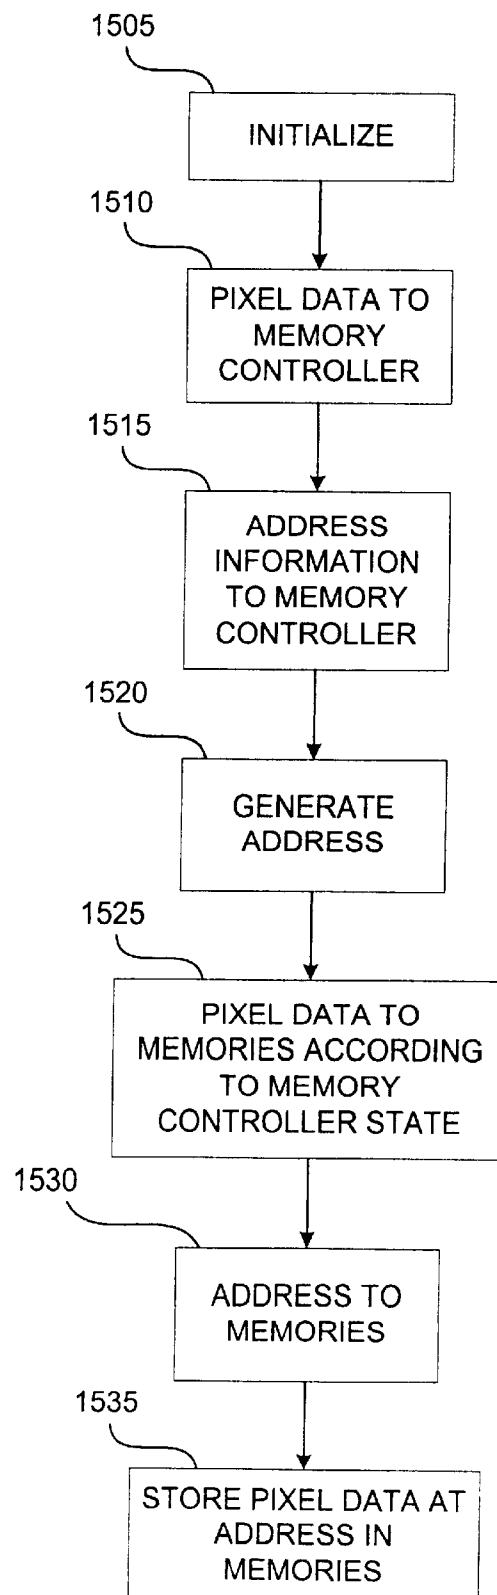 1505
INITIALIZE
1510
PIXEL DATA TO
MEMORY
CONTROLLER
1515
ADDRESS
INFORMATION
TO MEMORY
CONTROLLER
1520
GENERATE
ADDRESS
1525
PIXEL DATA TO
MEMORIES ACCORDING
TO MEMORY
CONTROLLER STATE
1530
ADDRESS TO
MEMORIES
1535
STORE PIXEL DATA AT
ADDRESS IN
MEMORIES